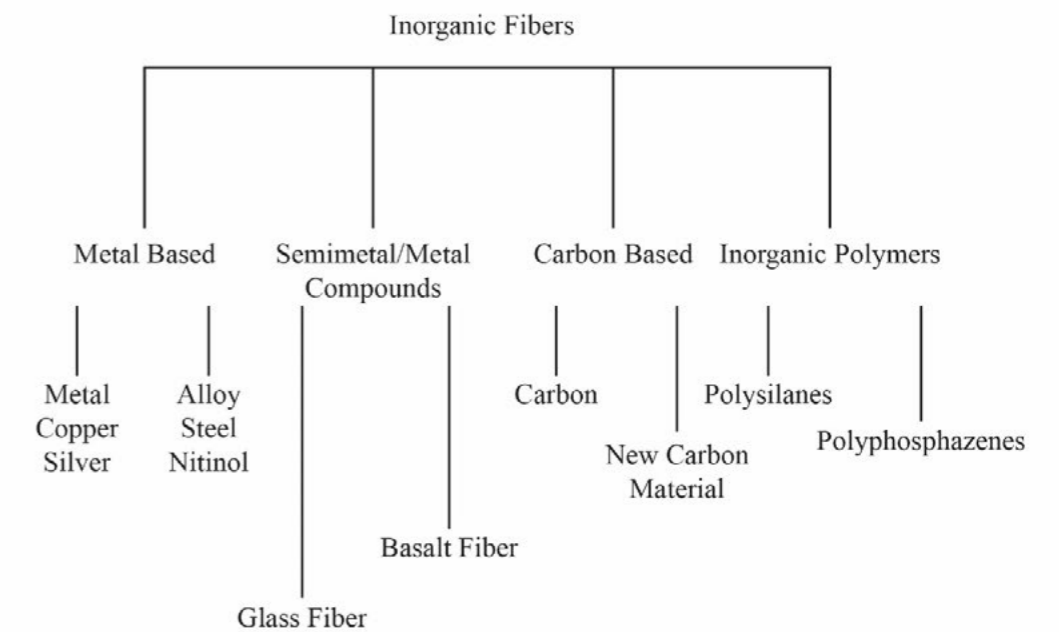 Inorganic Fibers
Metal Based
Semimetal/Metal
Compounds
Carbon Based
Inorganic Polymers
Metal
Copper
Silver
Alloy
Steel
Nitinol
Glass Fiber
Basalt Fiber
Carbon
New Carbon
Material
Polysilanes
Polyphosphazenes